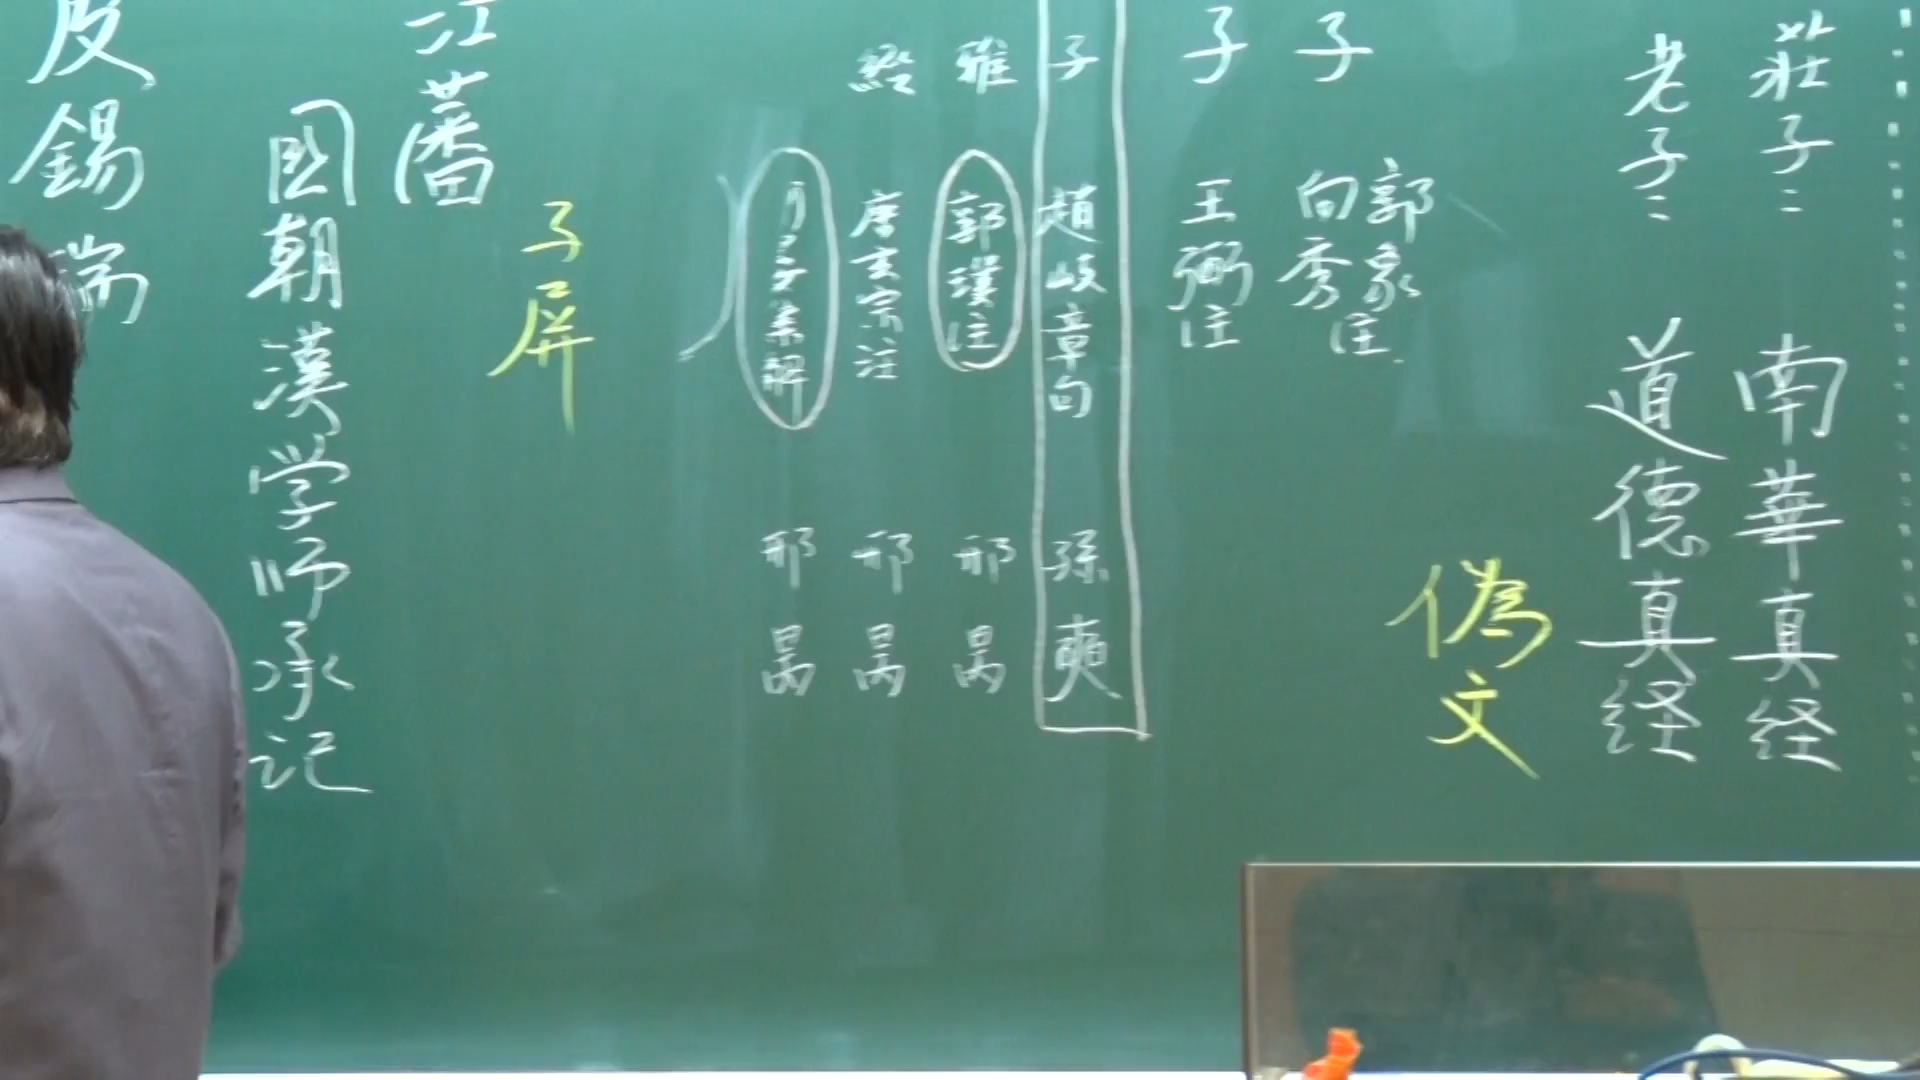 莊子：南華真経
老子：道德真経
偽文
子
郭象
向秀注
子
王弼注
子 趙岐章句 孫奭
雅 郭璞注 邢昺
経 唐玄宗注 邢昺
集解 邢昺
子屏
江藩
国朝漢学师承记
皮錫瑞